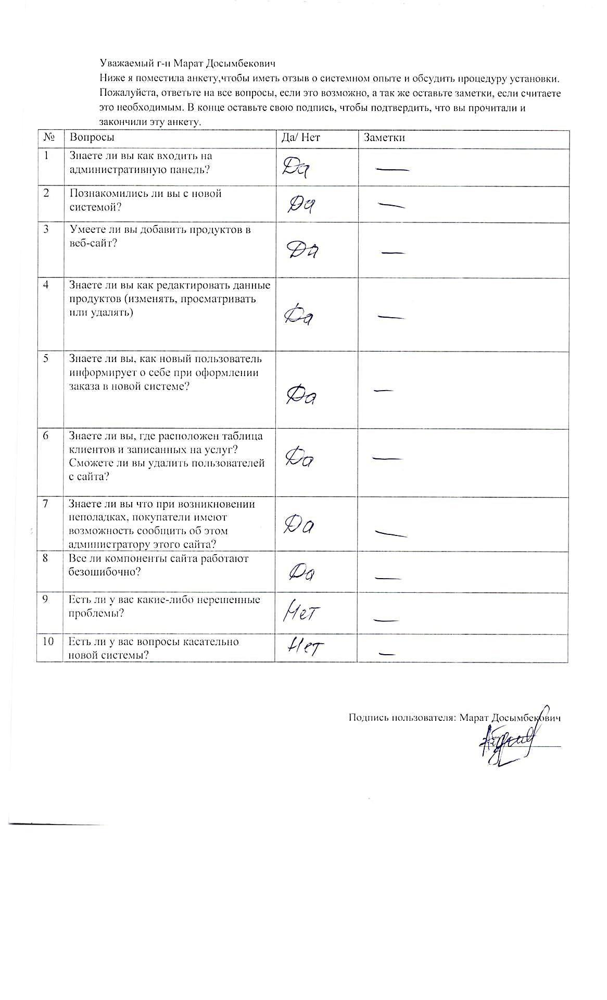 Уважаемый г-н Марат Досымбекович
Ниже я поместила анкету,чтобы иметь отзыв о системном опыте и обсудить процедуру установки.
Пожалуйста, ответьте на все вопросы, если это возможно, а так же оставьте заметки, если считаете
это необходимым. В конце оставьте свою подпись, чтобы подтвердить, что вы прочитали и
закончили эту анкету.
№ Вопросы Да/ Нет Заметки
1 Знаете ли вы как входить на
административную панель?
Да —
2 Познакомились ли вы с новой
системой?
Да —
3 Умеете ли вы добавить продуктов в
веб-сайт?
Да —
4 Знаете ли вы как редактировать данные
продуктов (изменять, просматривать
или удалять)
Да —
5 Знаете ли вы, как новый пользователь
информирует о себе при оформлении
заказа в новой системе?
Да —
6 Знаете ли вы, где расположен таблица
клиентов и записанных на услуг?
Сможете ли вы удалить пользователей
с сайта?
Да —
7 Знаете ли вы что при возникновении
неполадках, покупатели имеют
возможность сообщить об этом
администратору этого сайта?
Да —
8 Все ли компоненты сайта работают
безошибочно?
Да —
9 Есть ли у вас какие-либо нерешенные
проблемы?
Нет —
10 Есть ли у вас вопросы касательно
новой системы?
Нет —
Подпись пользователя: Марат Досымбекович